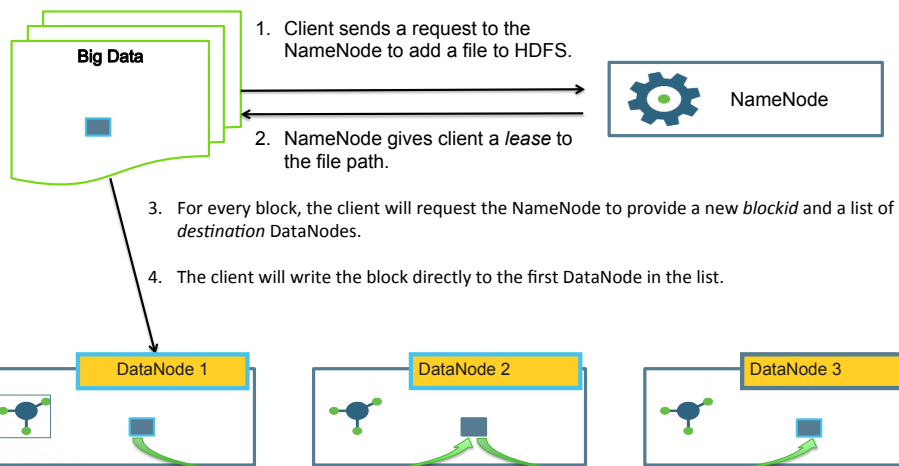 Big Data
1. Client sends a request to the
NameNode to add a file to HDFS.
NameNode
2. NameNode gives client a lease to
the file path.
3. For every block, the client will request the NameNode to provide a new blockid and a list of
destination DataNodes.
4. The client will write the block directly to the first DataNode in the list.
DataNode 1
DataNode 2
DataNode 3